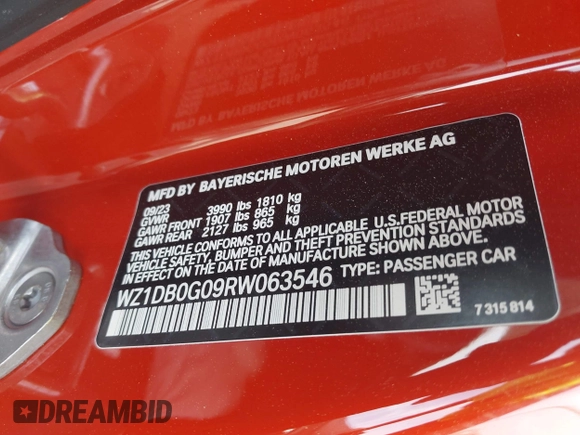 MFD BY BAYERISCHE MOTOREN WERKE AG
09/23
GVWR 3990 lbs 1810 kg
GAWR FRONT 1907 lbs 865 kg
GAWR REAR 2127 lbs 965 kg
THIS VEHICLE CONFORMS TO ALL APPLICABLE U.S.FEDERAL MOTOR
VEHICLE SAFETY, BUMPER, AND THEFT PREVENTION STANDARDS
IN EFFECT ON THE DATE OF MANUFACTURE SHOWN ABOVE.
WZ1DB0G09RW063546 TYPE: PASSENGER CAR
7 315 814
DREAMBID